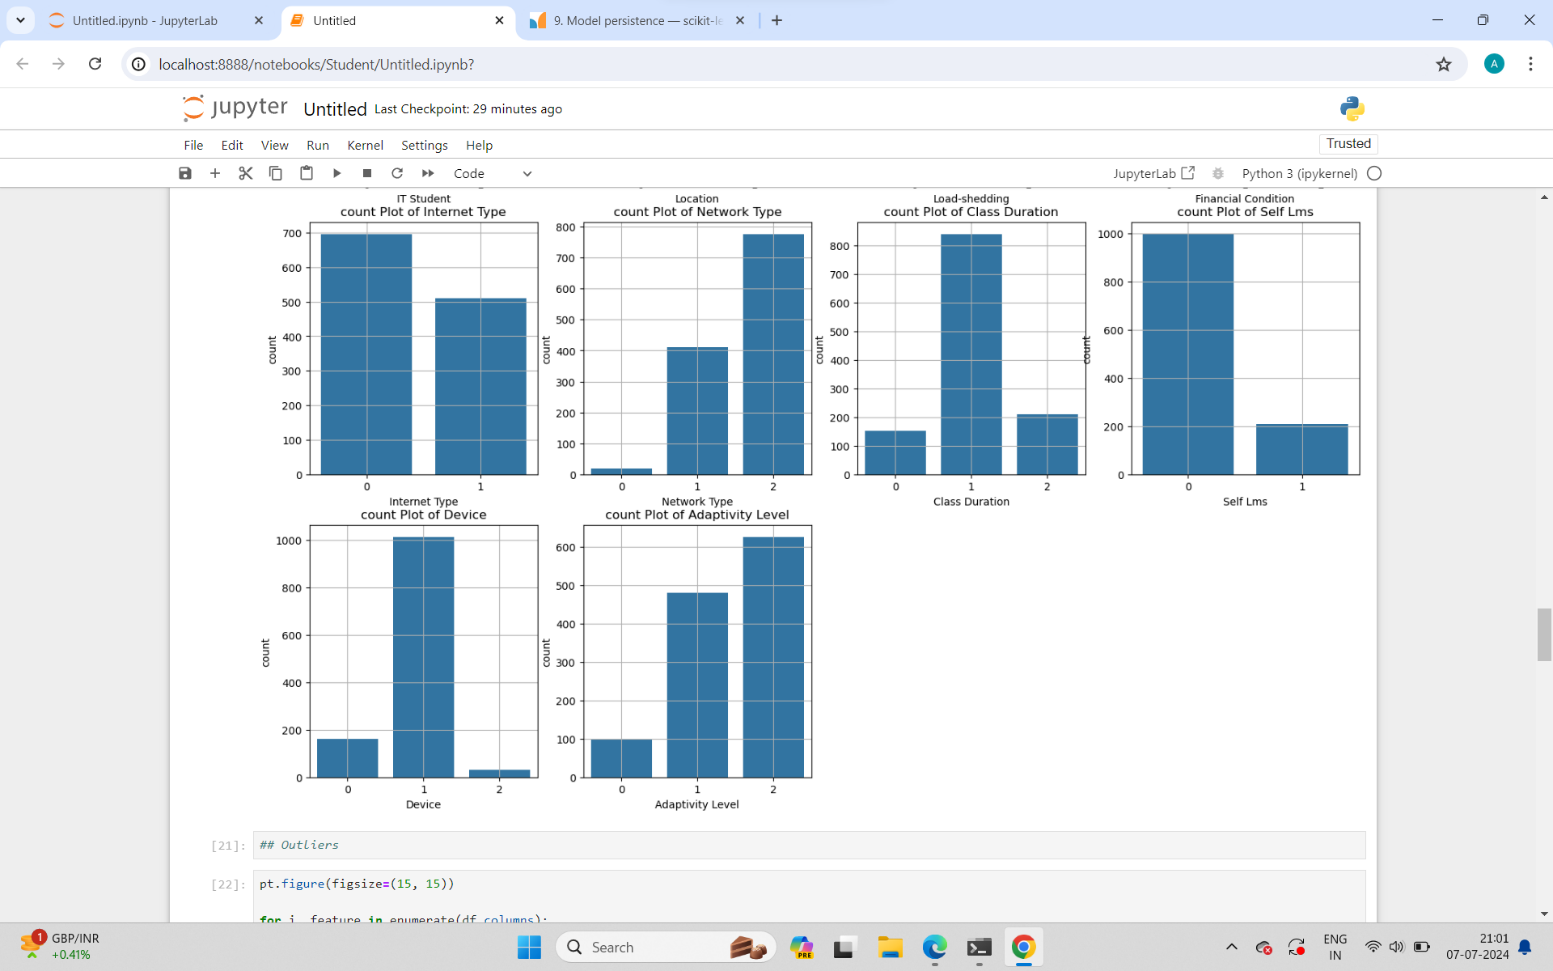 Untitled.ipynb - JupyterLab
Untitled
9. Model persistence — scikit-le
localhost:8888/notebooks/Student/Untitled.ipynb?
A
jupyter Untitled Last Checkpoint: 29 minutes ago
File Edit View Run Kernel Settings Help
Trusted
Code
JupyterLab
Python 3 (ipykernel)
IT Student
Location
Load-shedding
Financial Condition
count Plot of Internet Type
700
600
500
400
300
200
100
0
count
0 1
Internet Type
count Plot of Network Type
800
700
600
500
400
300
200
100
0
count
0 1 2
Network Type
count Plot of Class Duration
800
700
600
500
400
300
200
100
0
count
0 1 2
Class Duration
count Plot of Self Lms
1000
800
600
400
200
0
count
0 1
Self Lms
count Plot of Device
1000
800
600
400
200
0
count
0 1 2
Device
count Plot of Adaptivity Level
600
500
400
300
200
100
0
count
0 1 2
Adaptivity Level
[21]: ## Outliers
[22]: pt.figure(figsize=(15, 15))
for i, feature in enumerate(df.columns):
1
GBP/INR
+0.41%
Search
PRE
ENG
IN
21:01
07-07-2024